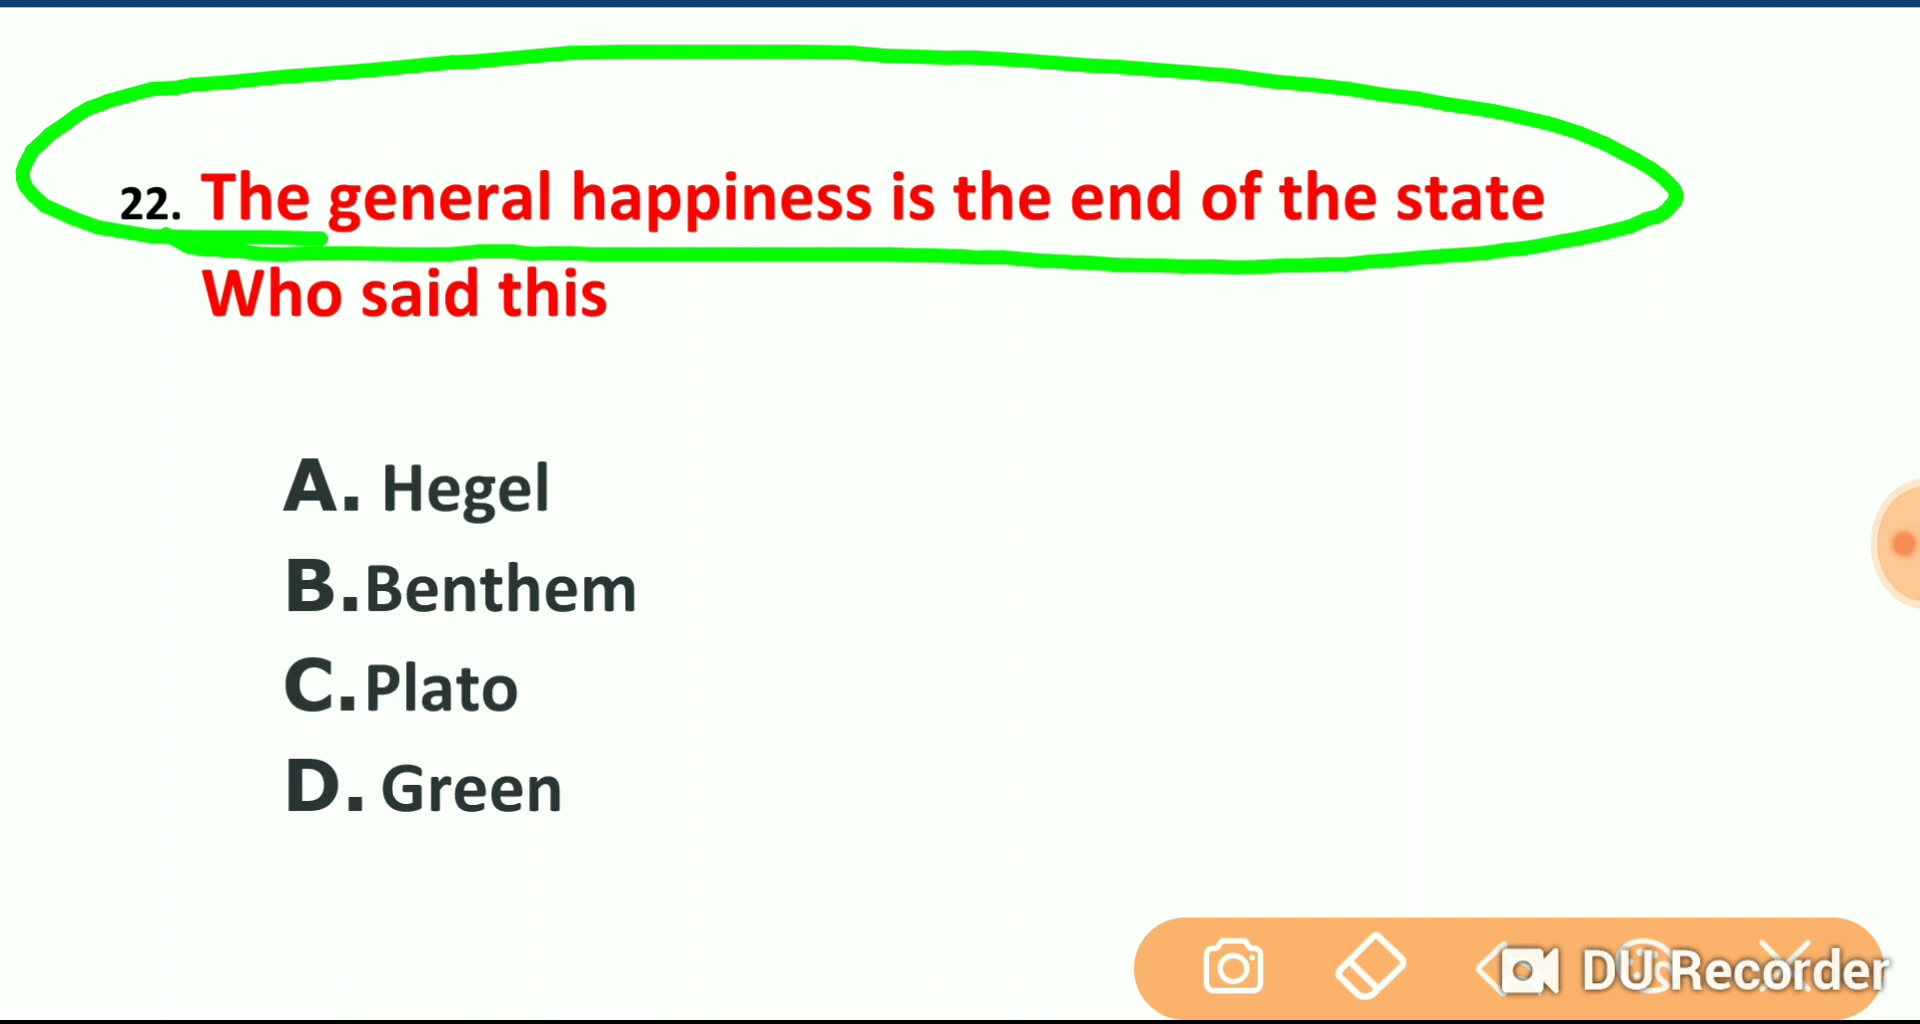 22. The general happiness is the end of the state
Who said this
A. Hegel
B. Benthem
C. Plato
D. Green
DU Recorder